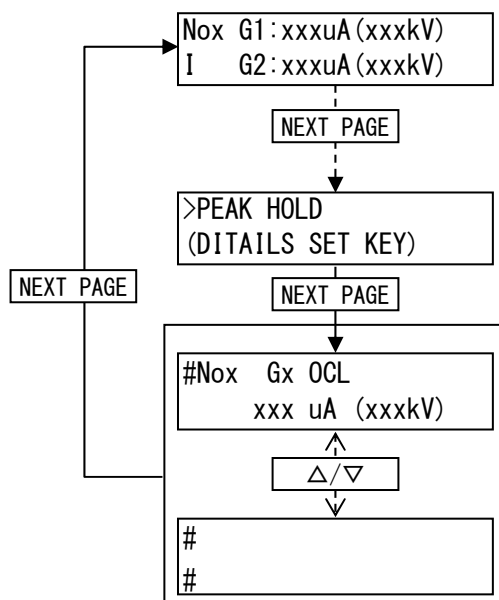 Nox G1:xxxuA(xxxkV)
I G2:xxxuA(xxxkV)
NEXT PAGE
>PEAK HOLD
(DITAILS SET KEY)
NEXT PAGE
NEXT PAGE
#Nox Gx OCL
xxx uA (xxxkV)
△/▽
#
#